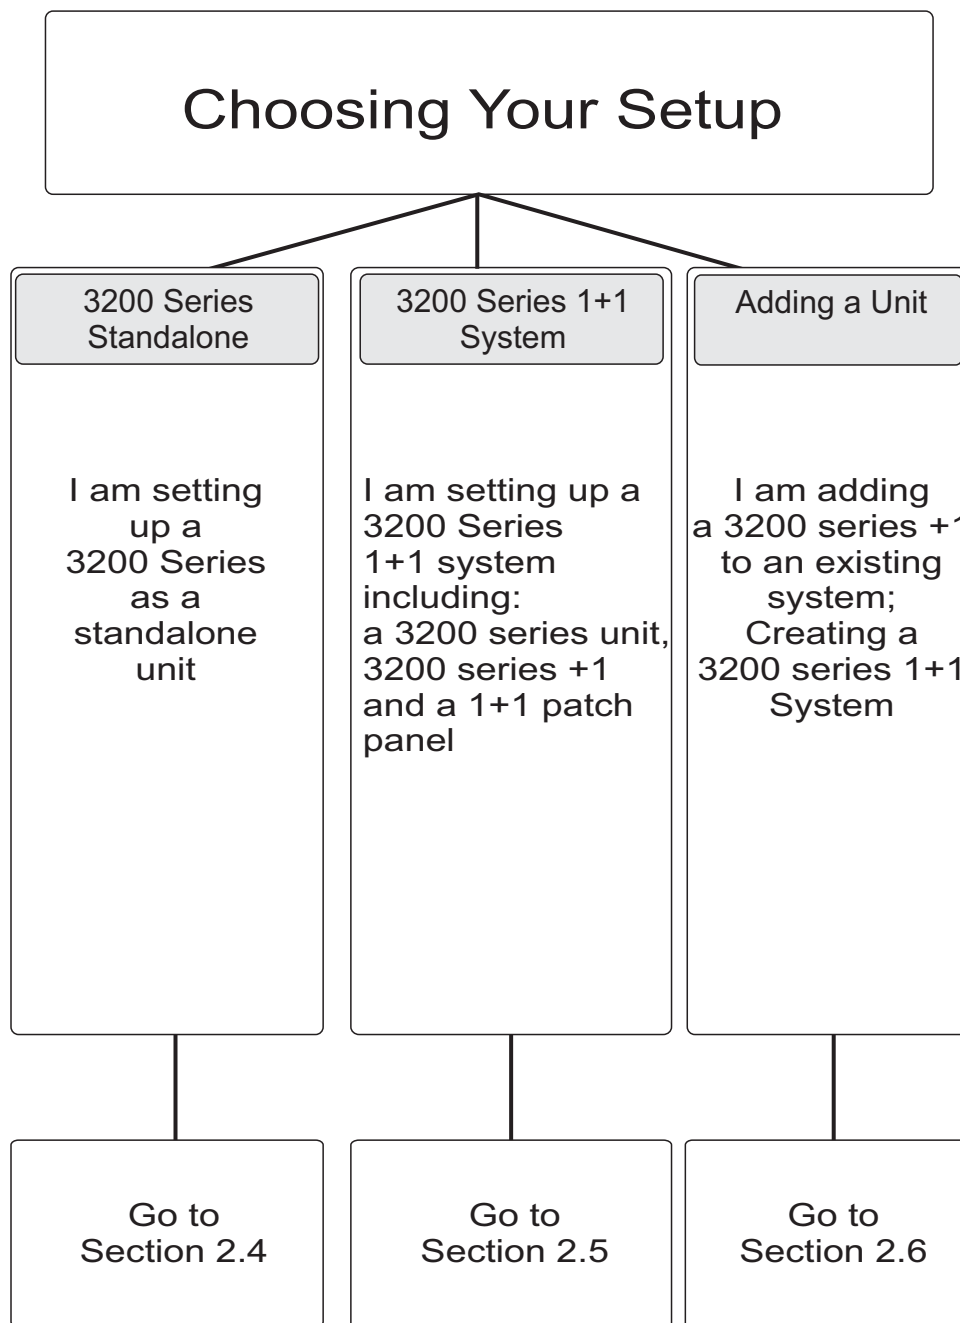 Choosing Your Setup
3200 Series
Standalone
I am setting
up a
3200 Series
as a
standalone
unit
Go to
Section 2.4
3200 Series 1+1
System
I am setting up a
3200 Series
1+1 system
including:
a 3200 series unit,
3200 series +1
and a 1+1 patch
panel
Go to
Section 2.5
Adding a Unit
I am adding
a 3200 series +1
to an existing
system;
Creating a
3200 series 1+1
System
Go to
Section 2.6